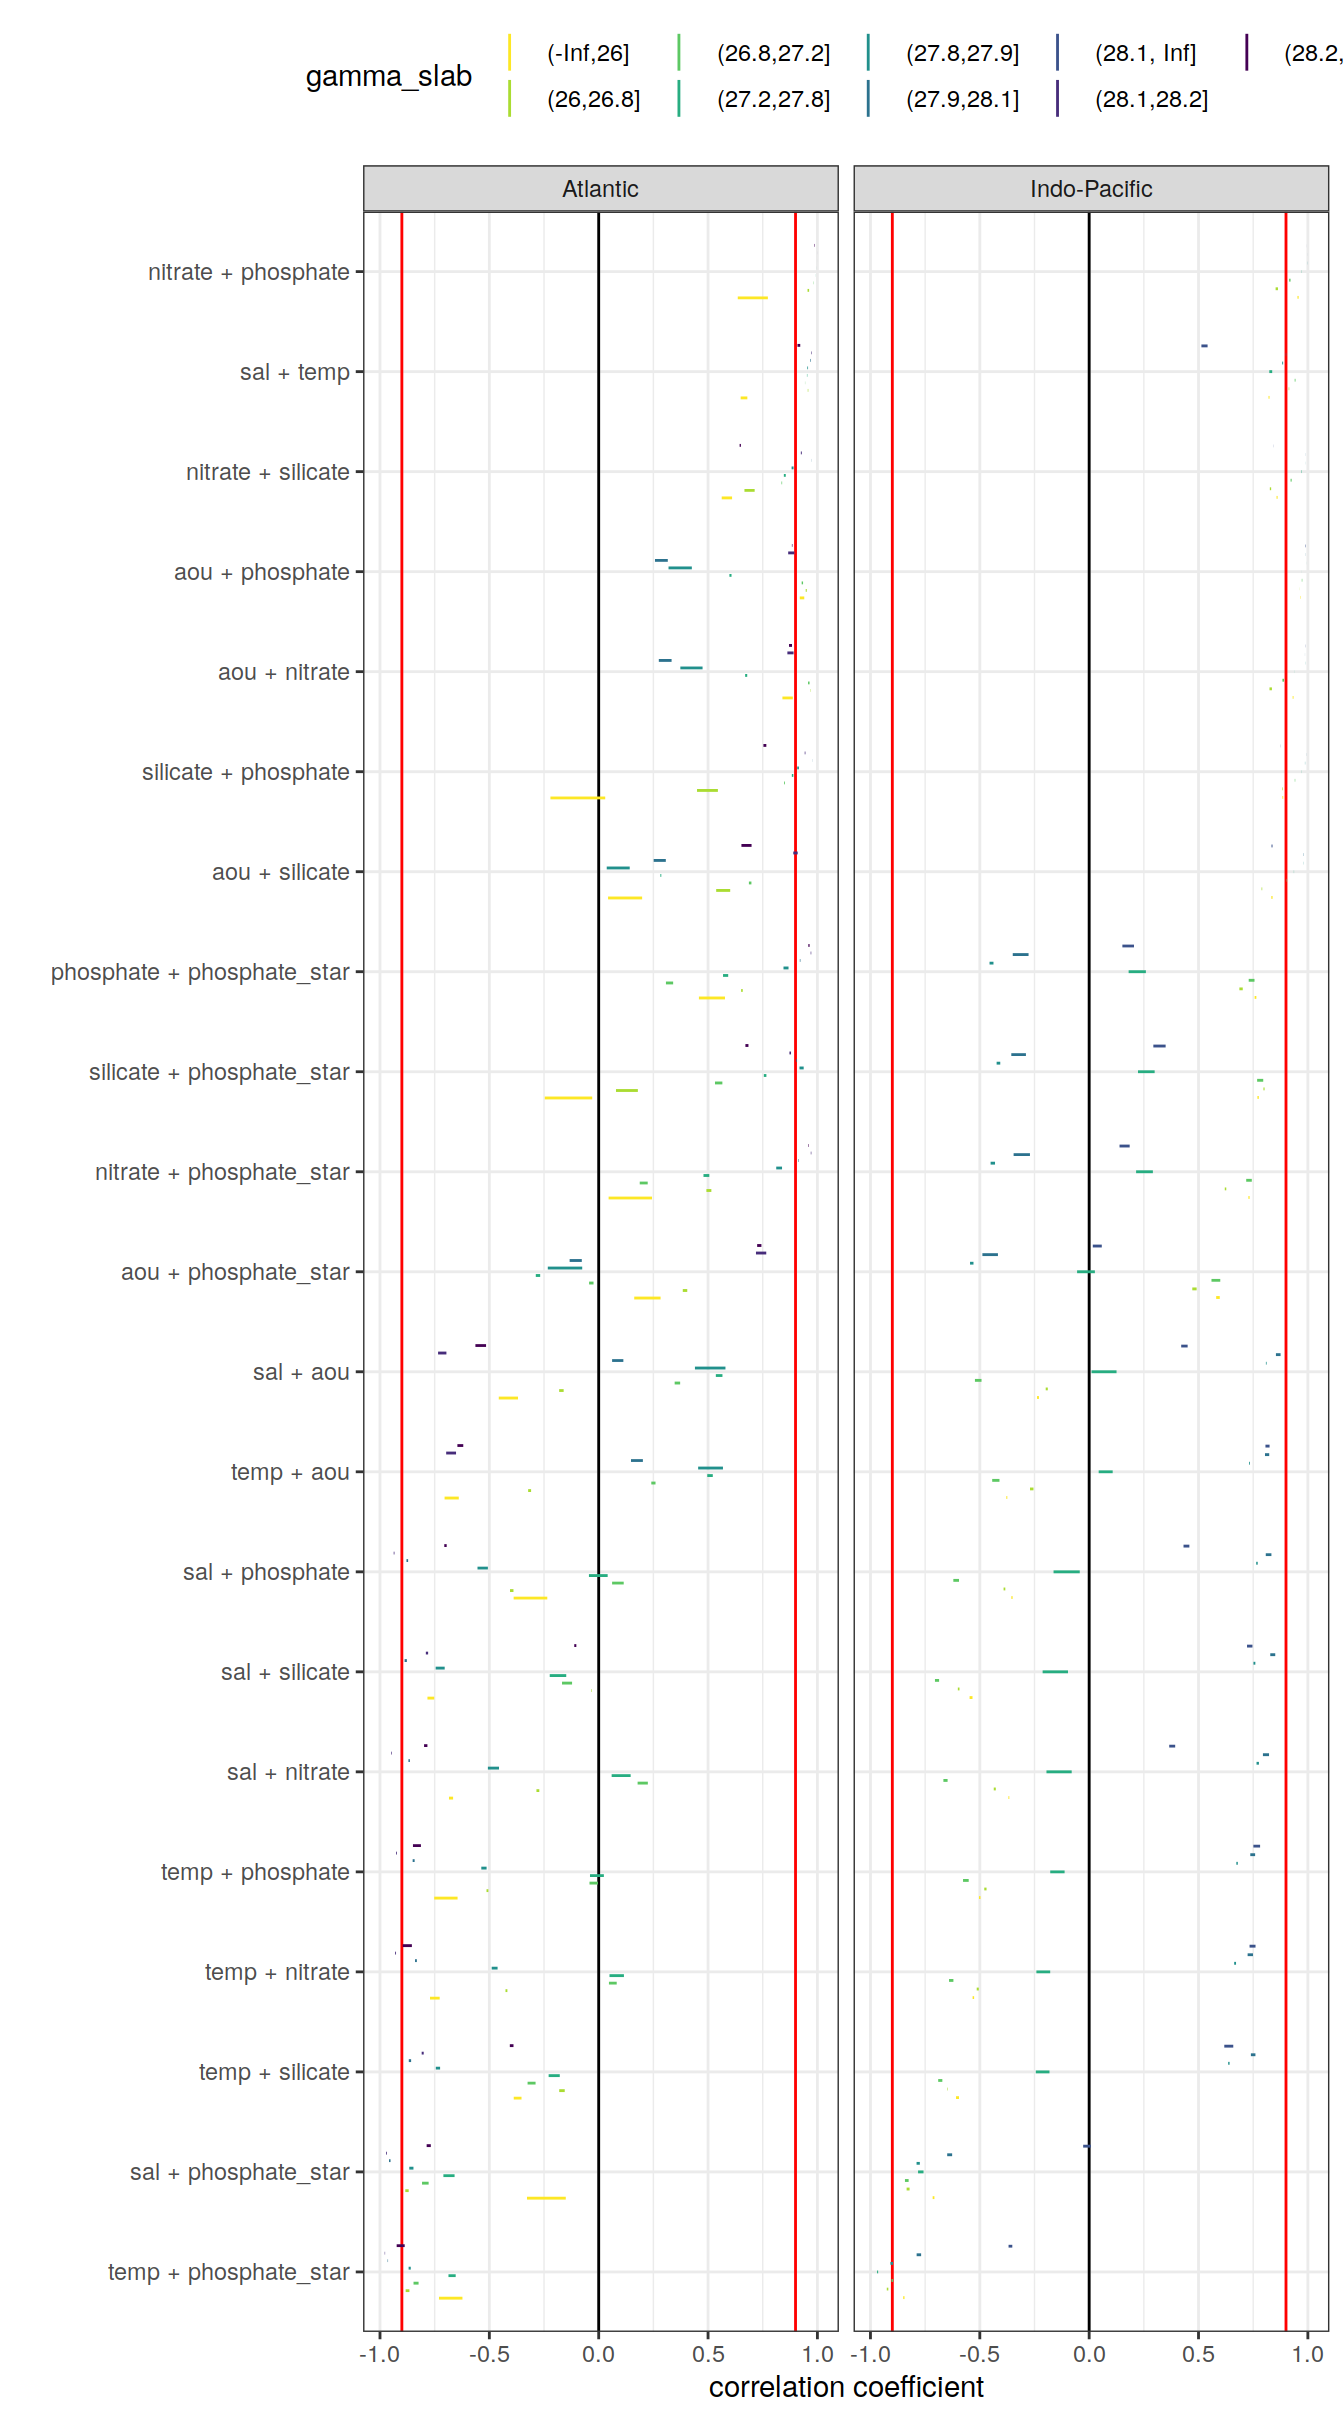 gamma_slab
(-Inf,26] (26.8,27.2] (27.8,27.9] (28.1, Inf] (28.2,
(26,26.8] (27.2,27.8] (27.9,28.1] (28.1,28.2]
Atlantic Indo-Pacific
nitrate + phosphate
sal + temp
nitrate + silicate
aou + phosphate
aou + nitrate
silicate + phosphate
aou + silicate
phosphate + phosphate_star
silicate + phosphate_star
nitrate + phosphate_star
aou + phosphate_star
sal + aou
temp + aou
sal + phosphate
sal + silicate
sal + nitrate
temp + phosphate
temp + nitrate
temp + silicate
sal + phosphate_star
temp + phosphate_star
-1.0 -0.5 0.0 0.5 1.0 -1.0 -0.5 0.0 0.5 1.0
correlation coefficient